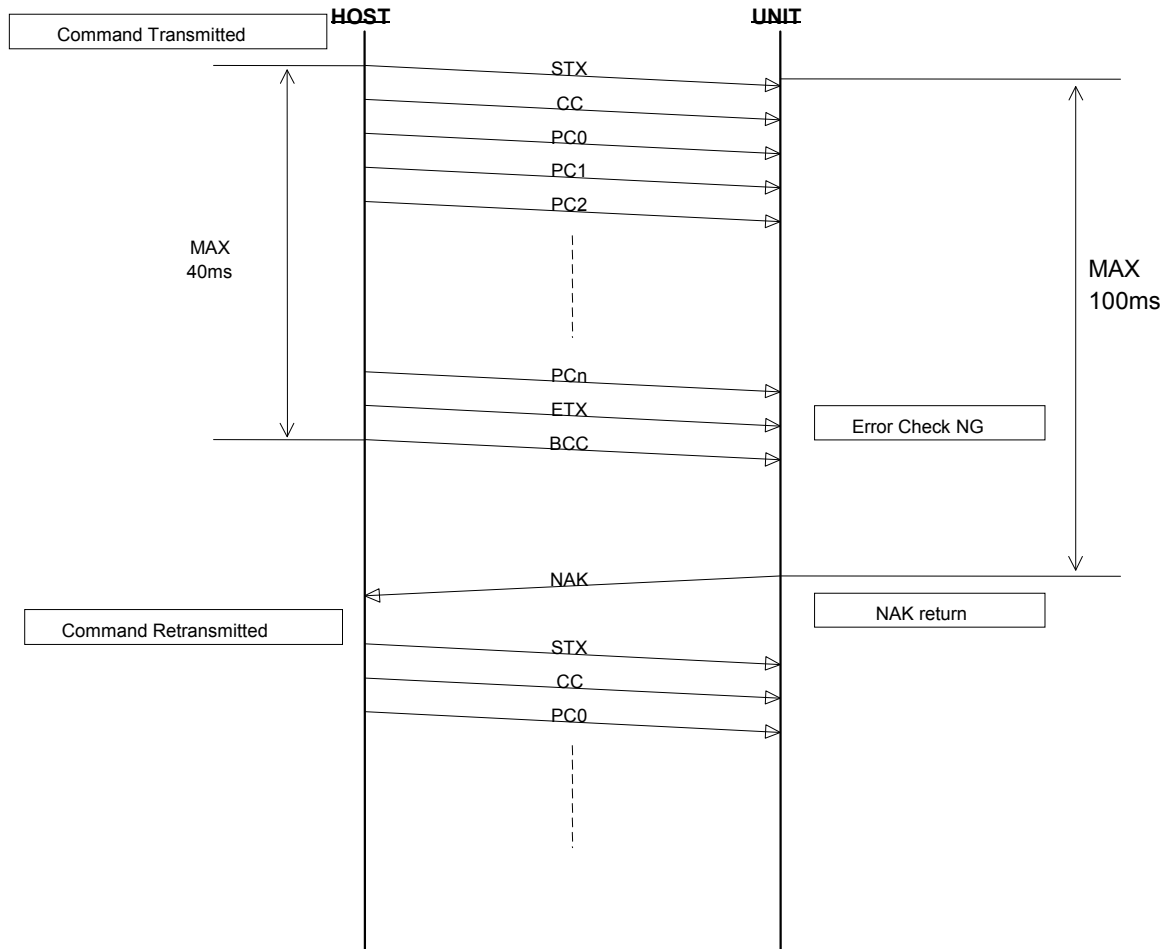 HOST
UNIT
Command Transmitted
STX
CC
PC0
PC1
PC2
MAX
40ms
MAX
100ms
PCn
ETX
Error Check NG
BCC
NAK
NAK return
Command Retransmitted
STX
CC
PC0